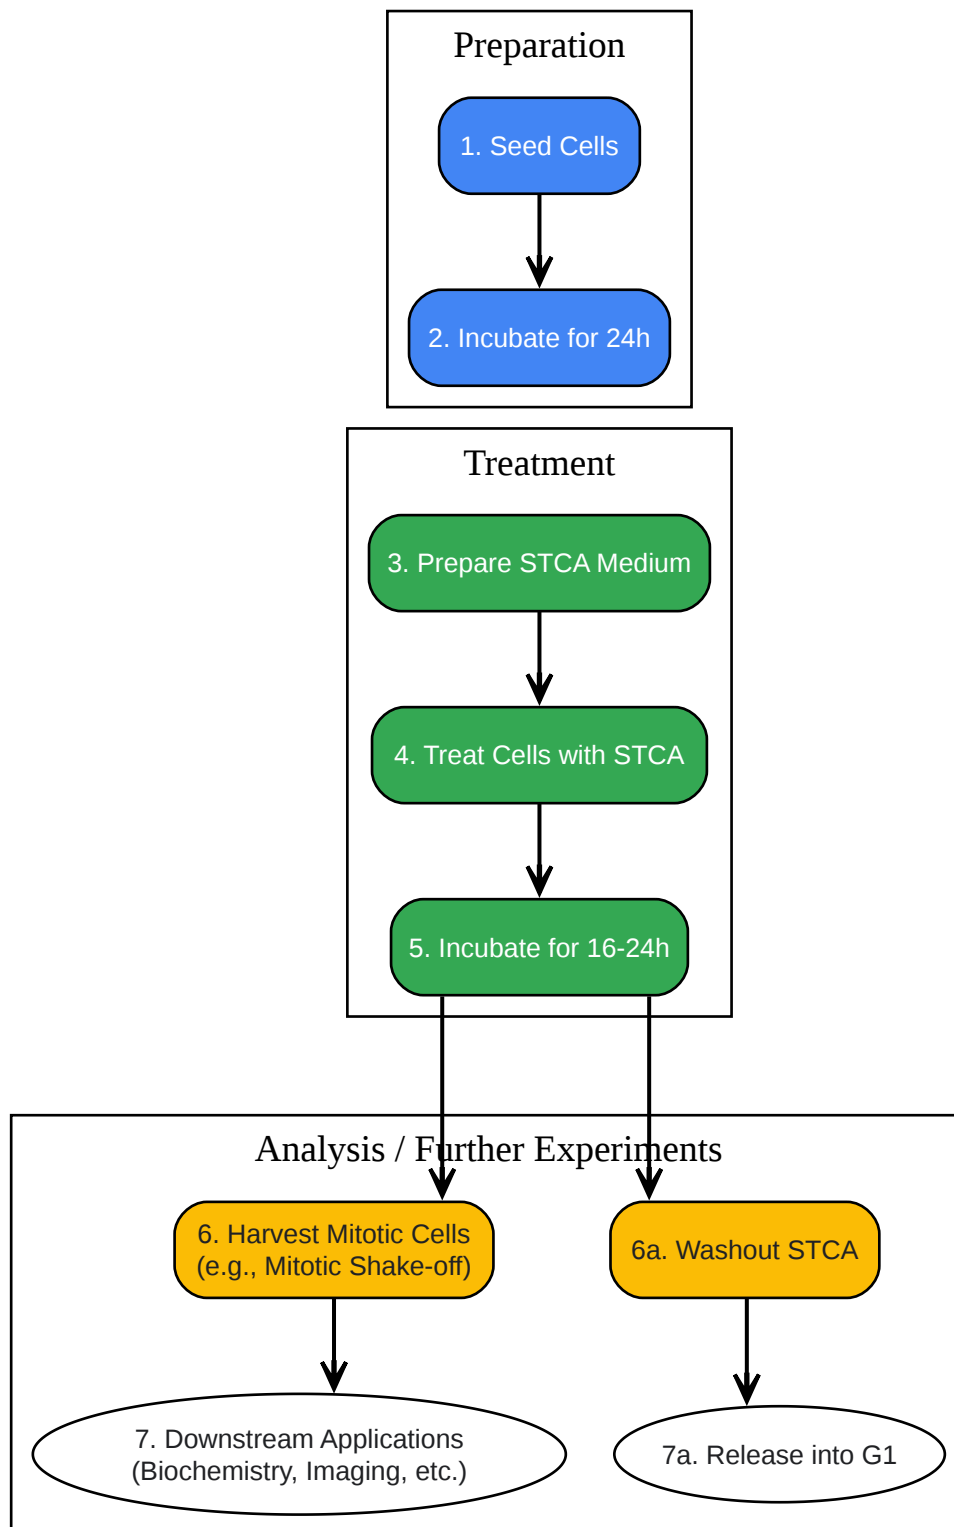 Preparation
1. Seed Cells
2. Incubate for 24h
Treatment
3. Prepare STCA Medium
4. Treat Cells with STCA
5. Incubate for 16-24h
Analysis / Further Experiments
6. Harvest Mitotic Cells
(e.g., Mitotic Shake-off)
6a. Washout STCA
7. Downstream Applications
(Biochemistry, Imaging, etc.)
7a. Release into G1